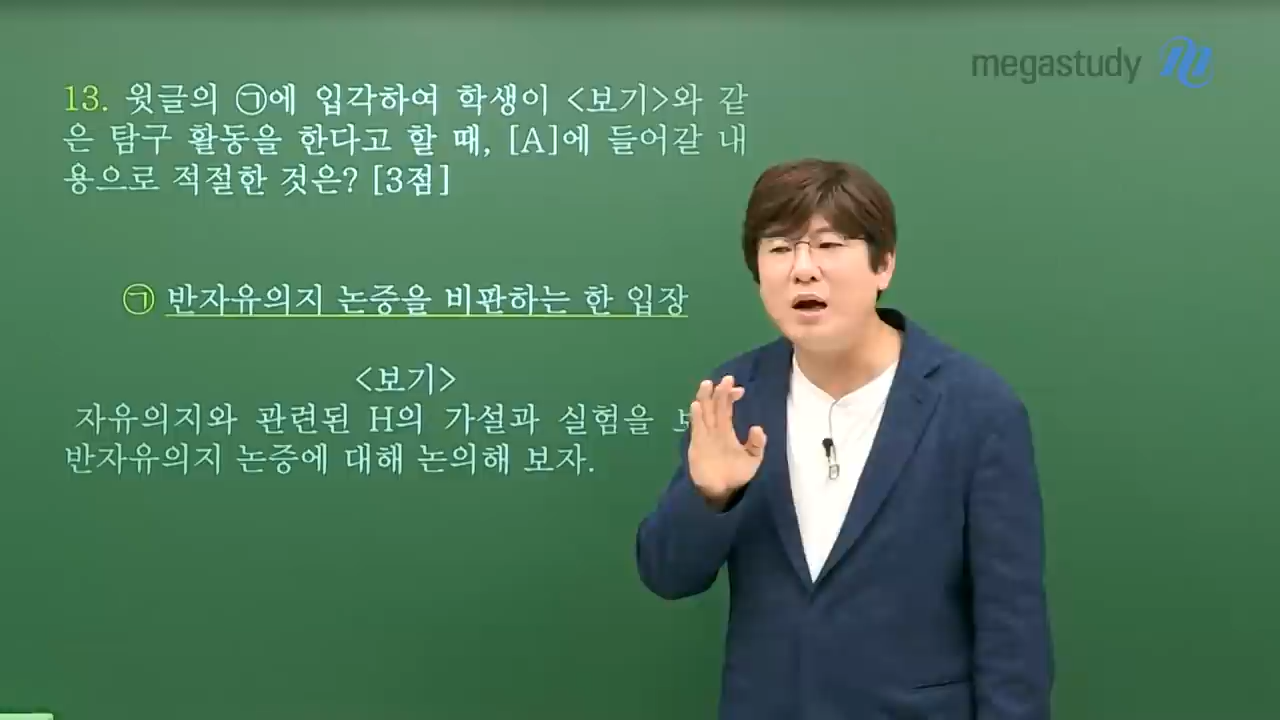 megastudy
13. 윗글의 ㉠에 입각하여 학생이 <보기>와 같
은 탐구 활동을 한다고 할 때, [A]에 들어갈 내
용으로 적절한 것은? [3점]
㉠ 반자유의지 논증을 비판하는 한 입장
<보기>
자유의지와 관련된 H의 가설과 실험을
반자유의지 논증에 대해 논의해 보자.